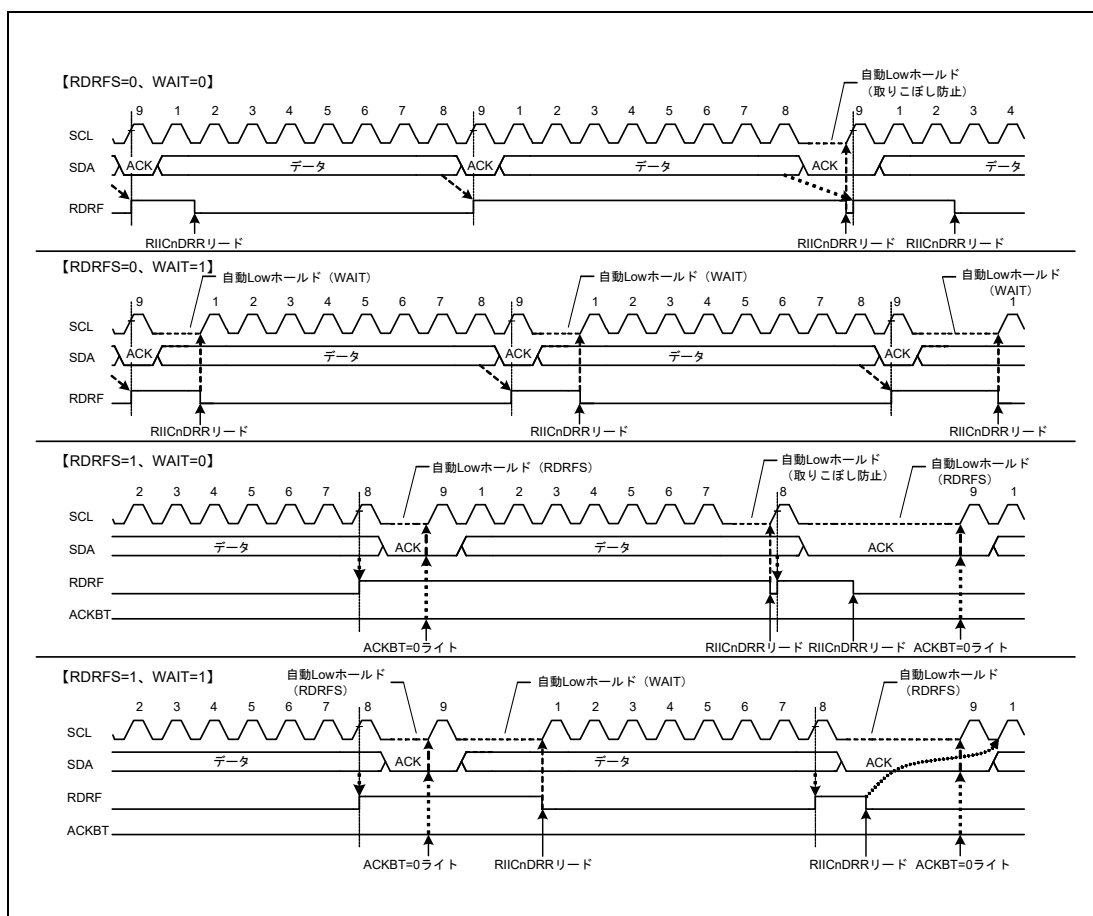 【RDRFS=0、WAIT=0】
自動Lowホールド
（取りこぼし防止）
9 1 2 3 4 5 6 7 8 9 1 2 3 4 5 6 7 8 9 1 2 3 4
SCL
SDA ACK データ ACK データ ACK データ
RDRF
RIICnDRRリード RIICnDRRリード RIICnDRRリード
【RDRFS=0、WAIT=1】
自動Lowホールド（WAIT） 自動Lowホールド（WAIT） 自動Lowホールド
（WAIT）
9 1 2 3 4 5 6 7 8 9 1 2 3 4 5 6 7 8 9 1
SCL
SDA ACK データ ACK データ ACK
RDRF
RIICnDRRリード RIICnDRRリード RIICnDRRリード
【RDRFS=1、WAIT=0】
自動Lowホールド（RDRFS） 自動Lowホールド
（取りこぼし防止） 自動Lowホールド
（RDRFS）
2 3 4 5 6 7 8 9 1 2 3 4 5 6 7 8 9 1
SCL
SDA データ ACK データ ACK
RDRF
ACKBT
ACKBT=0ライト RIICnDRRリード RIICnDRRリード ACKBT=0ライト
【RDRFS=1、WAIT=1】
自動Lowホールド
（RDRFS） 自動Lowホールド（WAIT） 自動Lowホールド
（RDRFS）
2 3 4 5 6 7 8 9 1 2 3 4 5 6 7 8 9 1
SCL
SDA データ ACK データ ACK
RDRF
ACKBT
ACKBT=0ライト RIICnDRRリード RIICnDRRリード ACKBT=0ライト